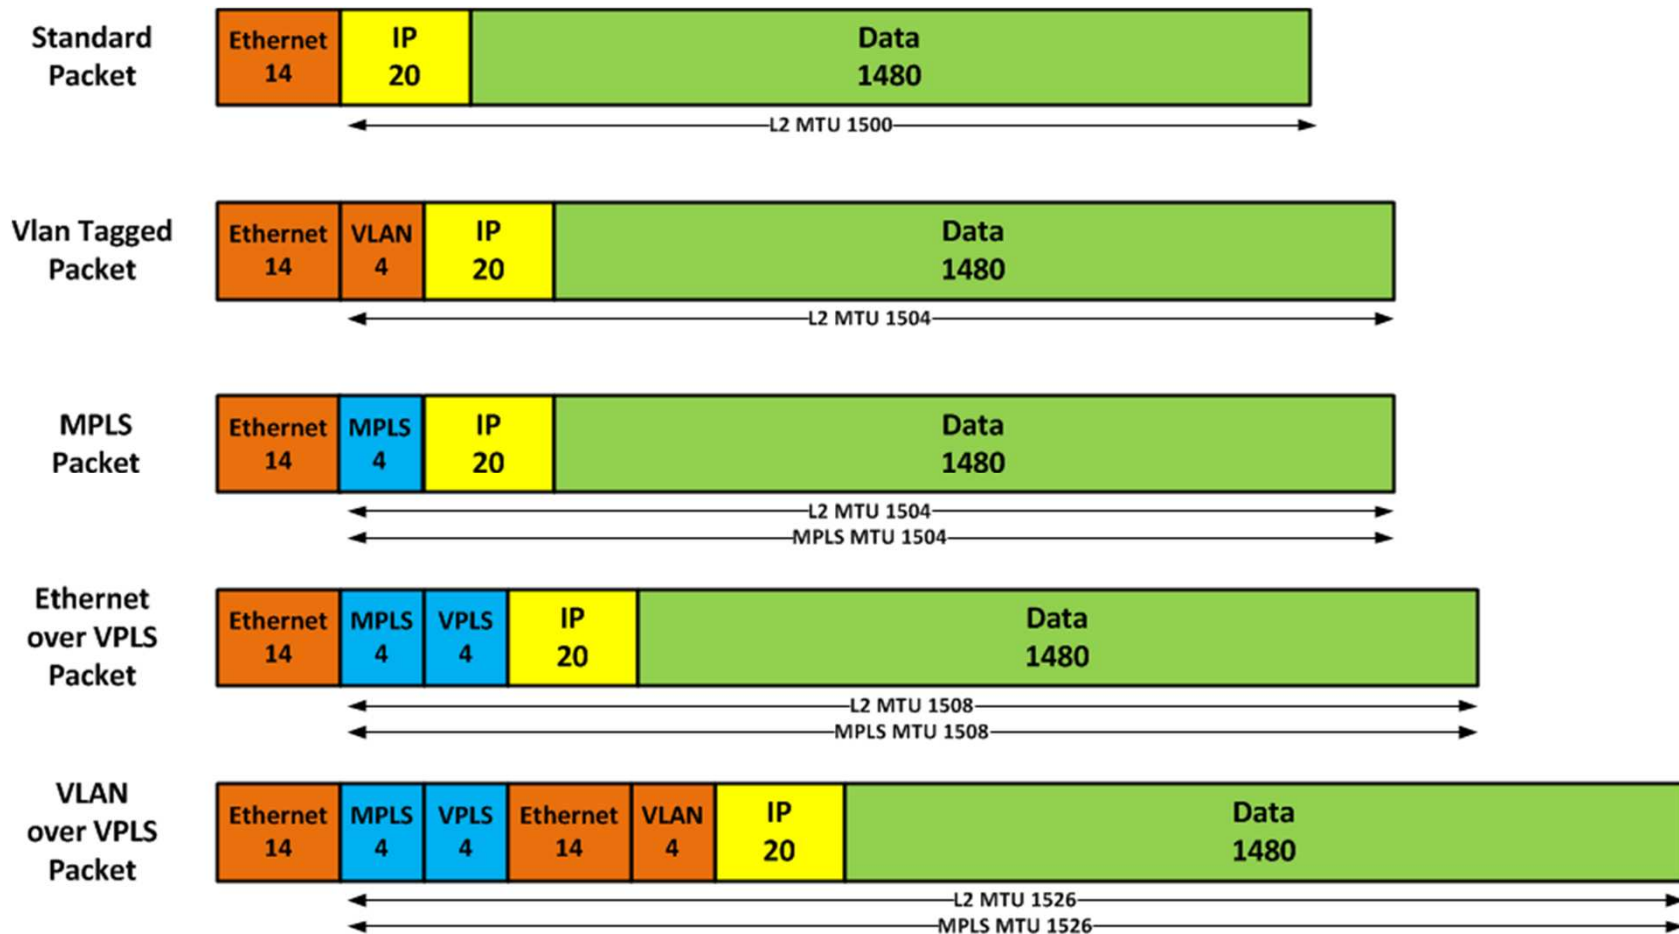 Standard
Packet
Ethernet
14
IP
20
Data
1480
L2 MTU 1500
Vlan Tagged
Packet
Ethernet
14
VLAN
4
IP
20
Data
1480
L2 MTU 1504
MPLS
Packet
Ethernet
14
MPLS
4
IP
20
Data
1480
L2 MTU 1504
MPLS MTU 1504
Ethernet
over VPLS
Packet
Ethernet
14
MPLS
4
VPLS
4
IP
20
Data
1480
L2 MTU 1508
MPLS MTU 1508
VLAN
over VPLS
Packet
Ethernet
14
MPLS
4
VPLS
4
Ethernet
14
VLAN
4
IP
20
Data
1480
L2 MTU 1526
MPLS MTU 1526